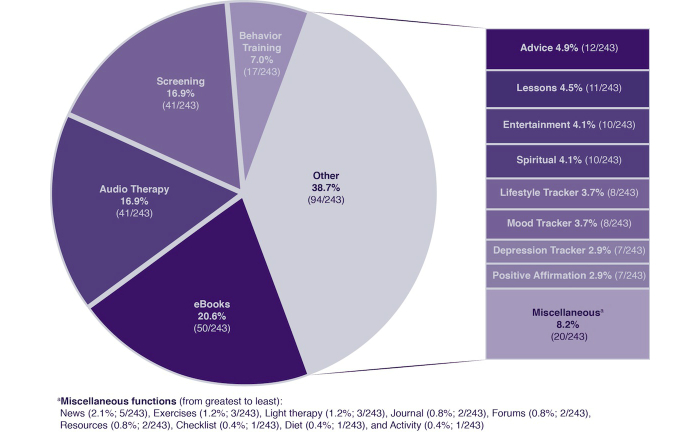 Behavior
Training
7.0%
(17/243)
Screening
16.9%
(41/243)
Audio Therapy
16.9%
(41/243)
eBooks
20.6%
(50/243)
Other
38.7%
(94/243)
Advice 4.9% (12/243)
Lessons 4.5% (11/243)
Entertainment 4.1% (10/243)
Spiritual 4.1% (10/243)
Lifestyle Tracker 3.7% (8/243)
Mood Tracker 3.7% (8/243)
Depression Tracker 2.9% (7/243)
Positive Affirmation 2.9% (7/243)
Miscellaneousª
8.2%
(20/243)
ªMiscellaneous functions (from greatest to least):
News (2.1%; 5/243), Exercises (1.2%; 3/243), Light therapy (1.2%; 3/243), Journal (0.8%; 2/243), Forums (0.8%; 2/243),
Resources (0.8%; 2/243), Checklist (0.4%; 1/243), Diet (0.4%; 1/243), and Activity (0.4%; 1/243)